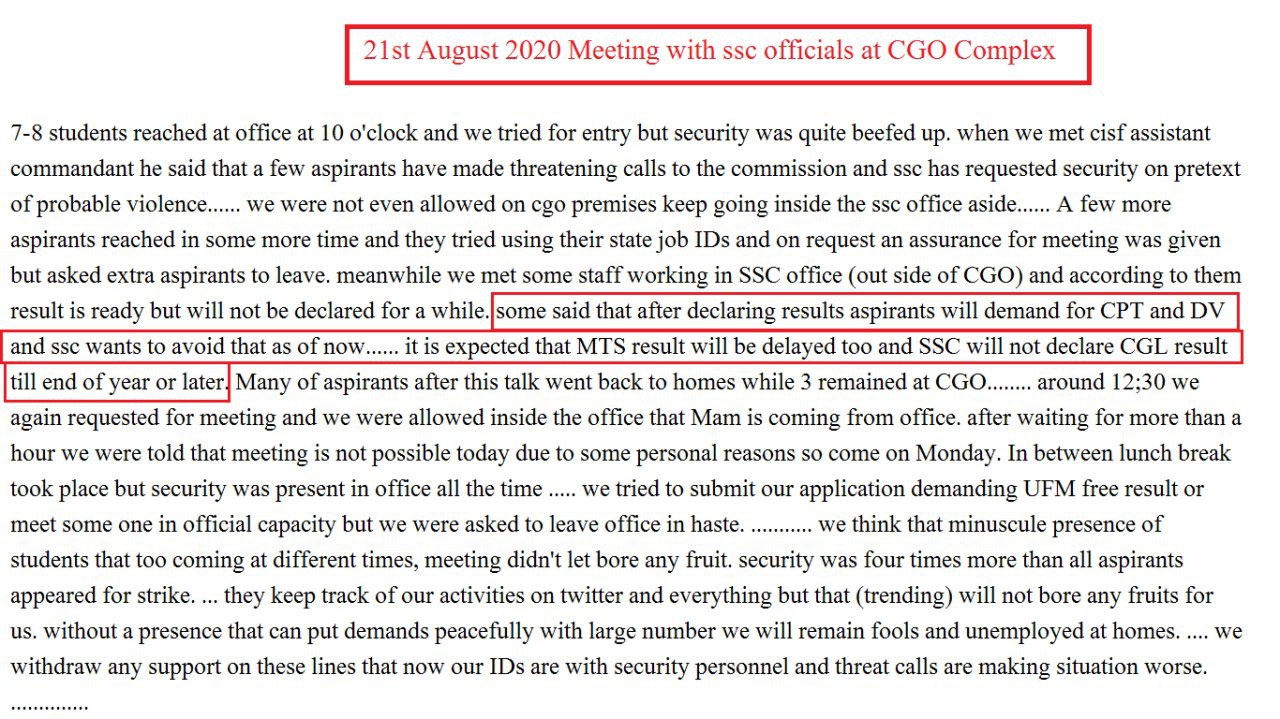 21st August 2020 Meeting with ssc officials at CGO Complex
7-8 students reached at office at 10 o'clock and we tried for entry but security was quite beefed up. when we met cisf assistant
commandant he said that a few aspirants have made threatening calls to the commission and ssc has requested security on pretext
of probable violence...... we were not even allowed on cgo premises keep going inside the ssc office aside...... A few more
aspirants reached in some more time and they tried using their state job IDs and on request an assurance for meeting was given
but asked extra aspirants to leave. meanwhile we met some staff working in SSC office (out side of CGO) and according to them
result is ready but will not be declared for a while. some said that after declaring results aspirants will demand for CPT and DV
and ssc wants to avoid that as of now...... it is expected that MTS result will be delayed too and SSC will not declare CGL result
till end of year or later. Many of aspirants after this talk went back to homes while 3 remained at CGO........ around 12;30 we
again requested for meeting and we were allowed inside the office that Mam is coming from office. after waiting for more than a
hour we were told that meeting is not possible today due to some personal reasons so come on Monday. In between lunch break
took place but security was present in office all the time ..... we tried to submit our application demanding UFM free result or
meet some one in official capacity but we were asked to leave office in haste. ........... we think that minuscule presence of
students that too coming at different times, meeting didn't let bore any fruit. security was four times more than all aspirants
appeared for strike. ... they keep track of our activities on twitter and everything but that (trending) will not bore any fruits for
us. without a presence that can put demands peacefully with large number we will remain fools and unemployed at homes. .... we
withdraw any support on these lines that now our IDs are with security personnel and threat calls are making situation worse.
..............